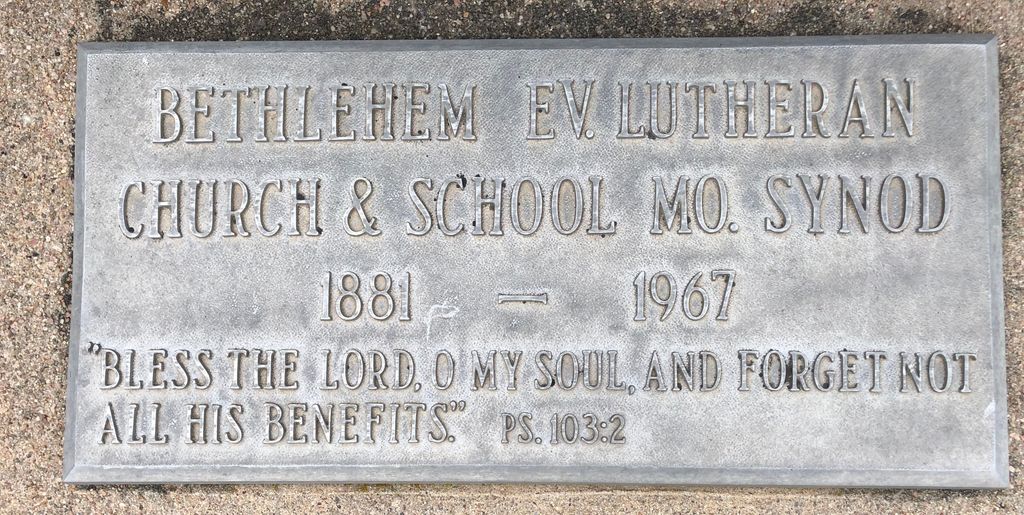 BETHLEHEM EV. LUTHERAN
CHURCH & SCHOOL MO. SYNOD
1881 — 1967
"BLESS THE LORD, O MY SOUL, AND FORGET NOT
ALL HIS BENEFITS." PS. 103:2